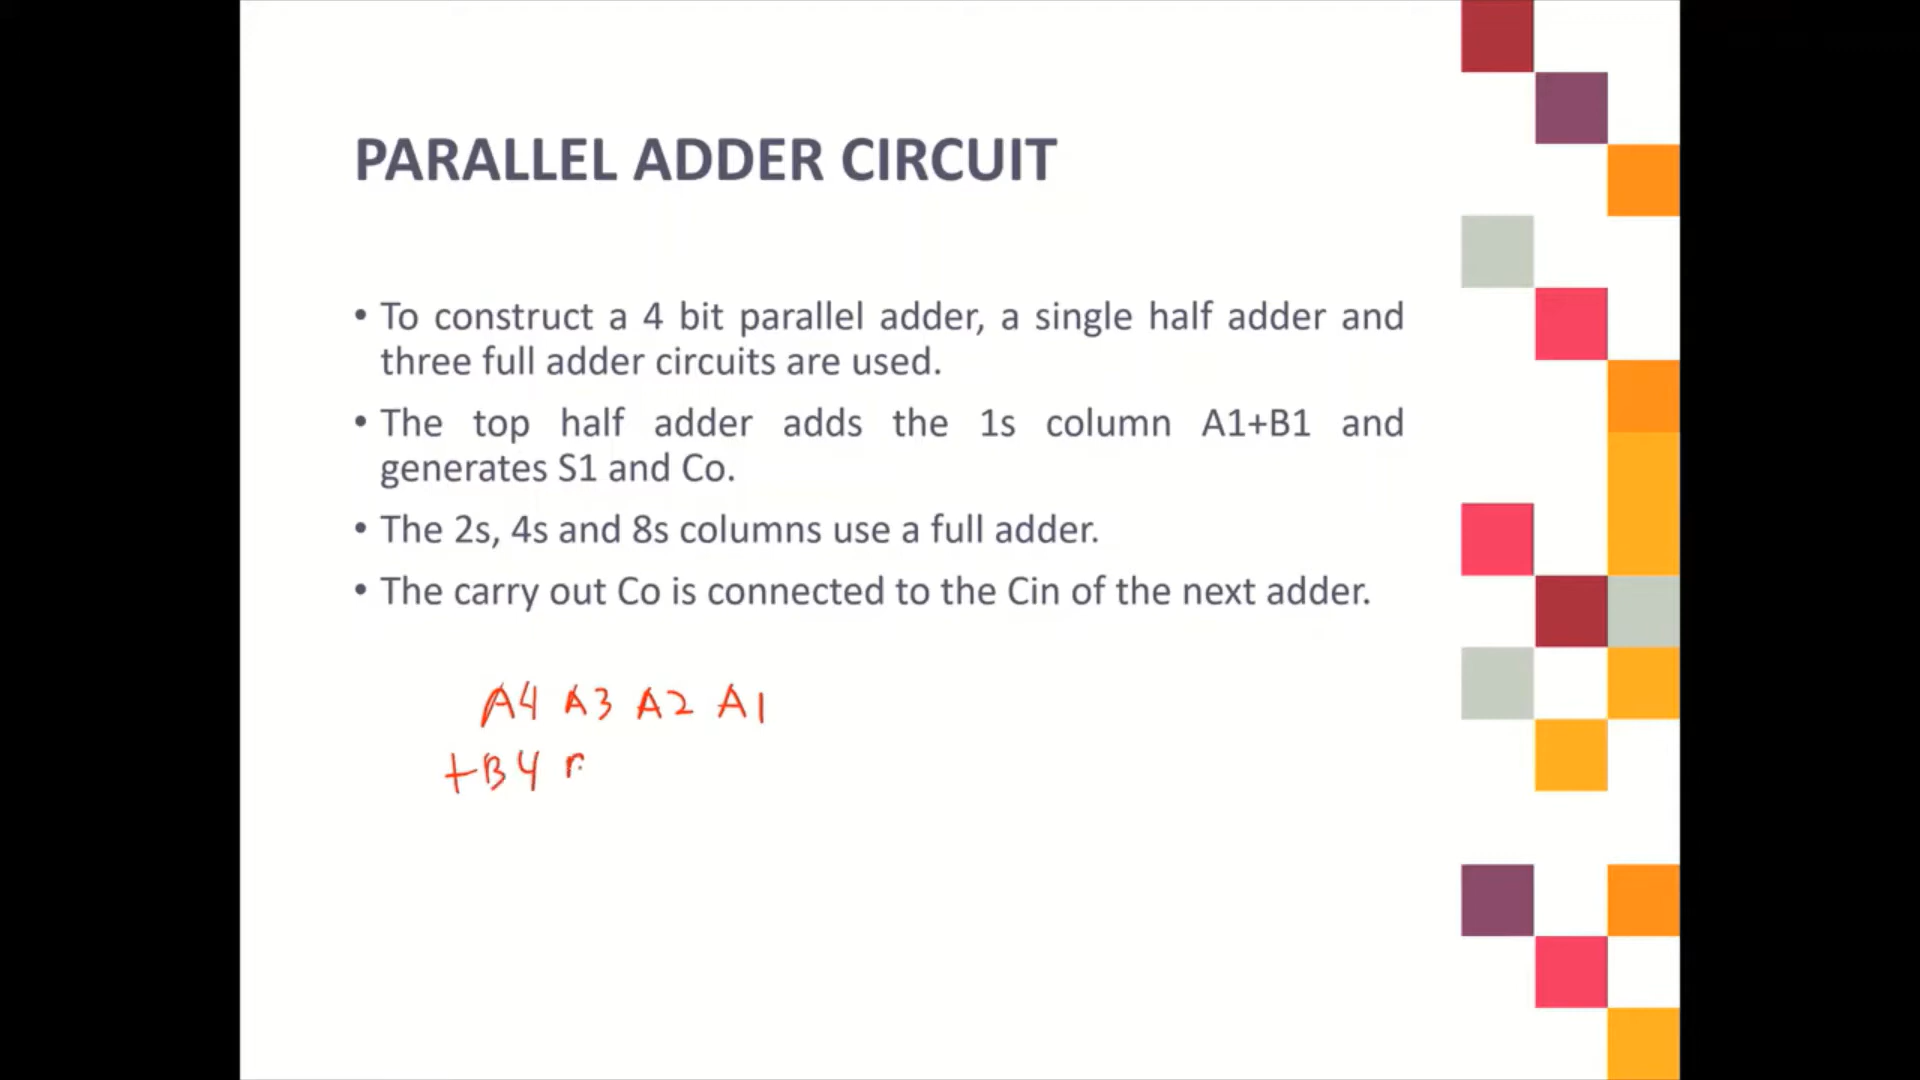 PARALLEL ADDER CIRCUIT
• To construct a 4 bit parallel adder, a single half adder and
three full adder circuits are used.
• The top half adder adds the 1s column A1+B1 and
generates S1 and Co.
• The 2s, 4s and 8s columns use a full adder.
• The carry out Co is connected to the Cin of the next adder.
A4 A3 A2 A1
+B4